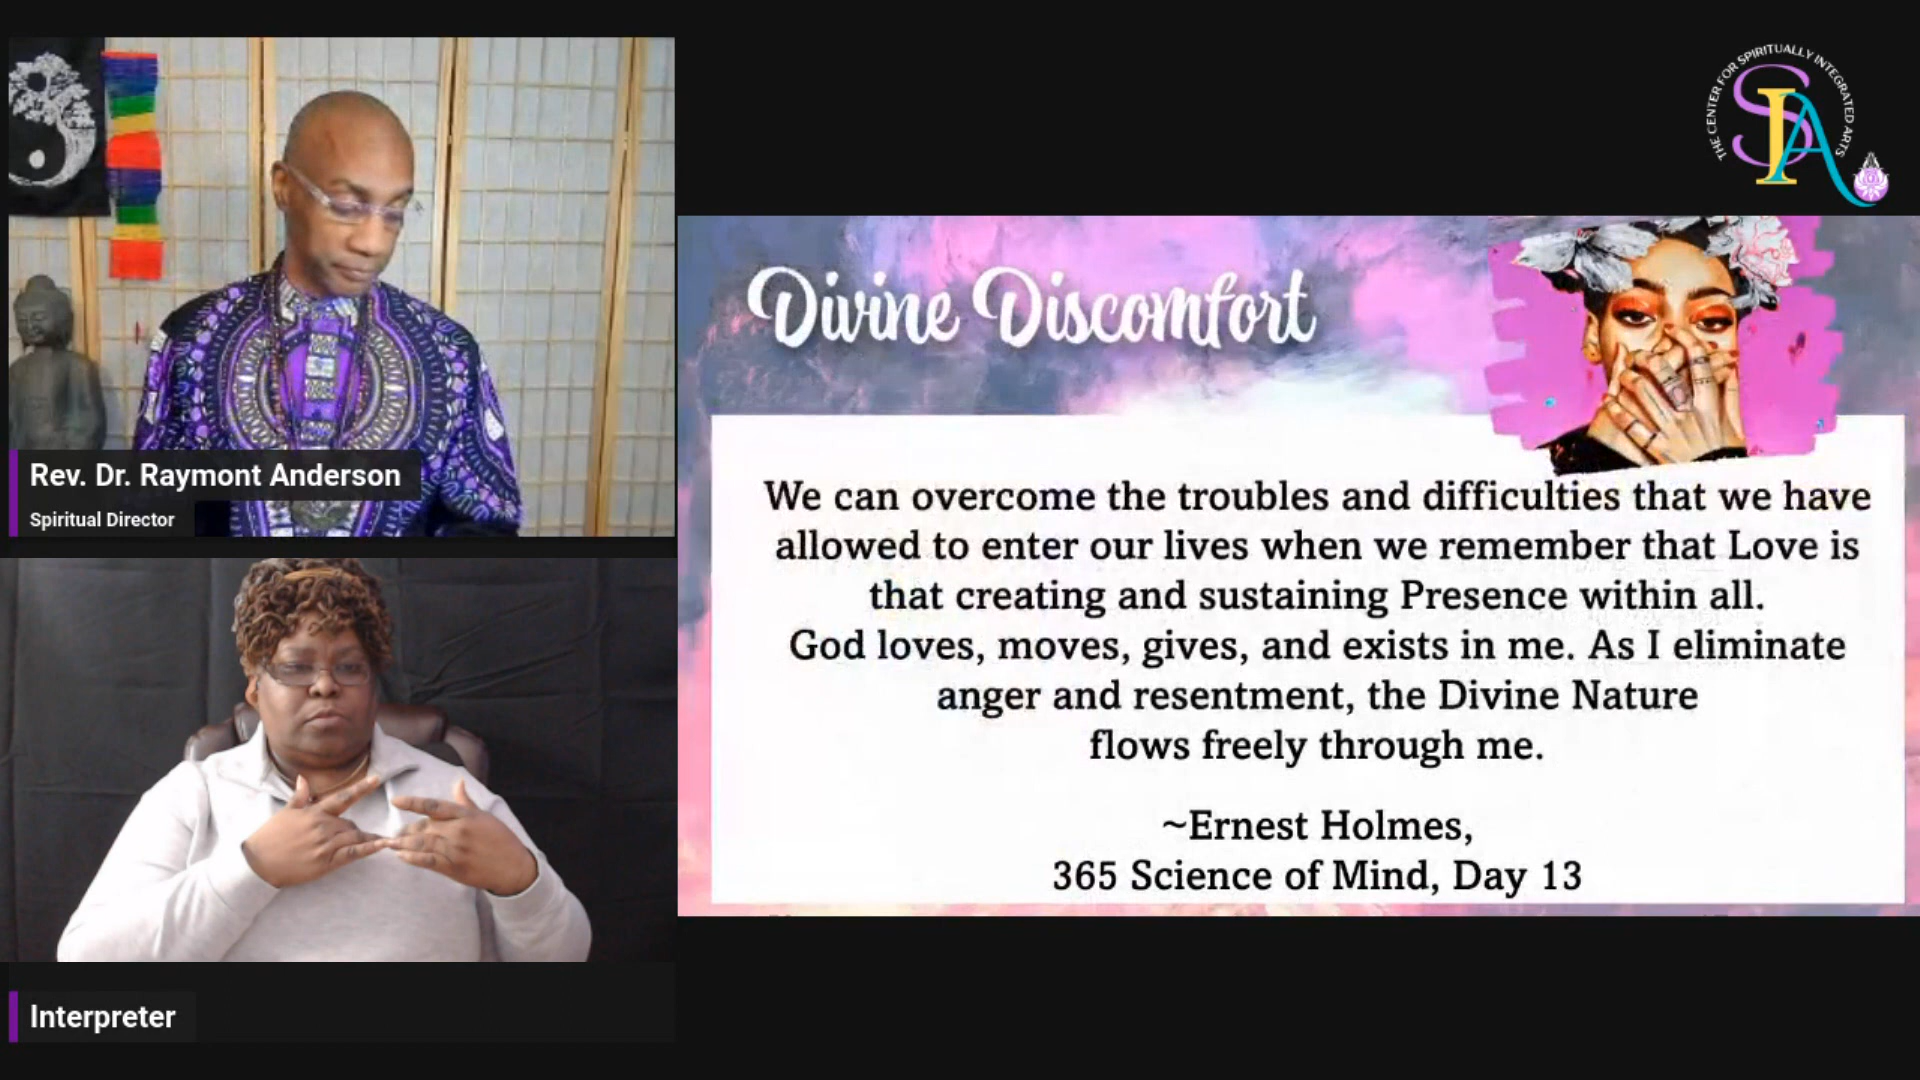 THE CENTER FOR SPIRITUALLY INTEGRATED ARTS
SIA
Rev. Dr. Raymont Anderson
Spiritual Director
Interpreter
Divine Discomfort
We can overcome the troubles and difficulties that we have
allowed to enter our lives when we remember that Love is
that creating and sustaining Presence within all.
God loves, moves, gives, and exists in me. As I eliminate
anger and resentment, the Divine Nature
flows freely through me.
~Ernest Holmes,
365 Science of Mind, Day 13